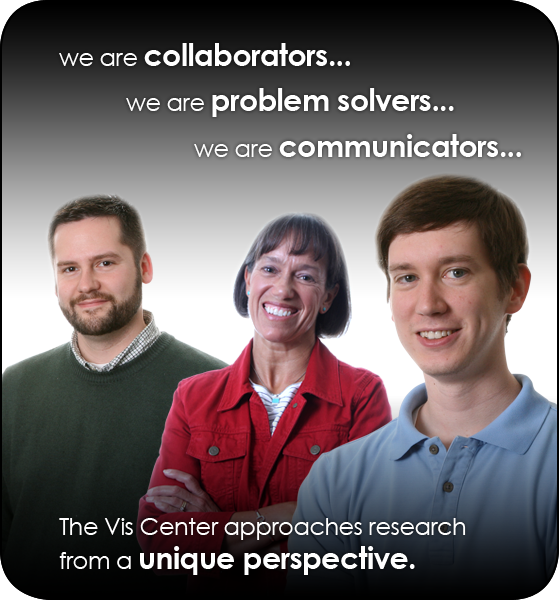 we are collaborators...
we are problem solvers...
we are communicators...
The Vis Center approaches research
from a unique perspective.